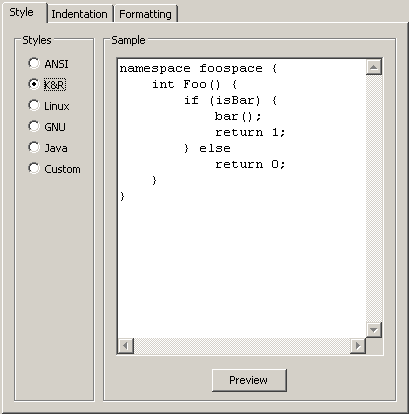 Style Indentation Formatting
Styles
ANSI
K&R
Linux
GNU
Java
Custom
Sample
namespace foospace {
    int Foo() {
        if (isBar) {
            bar();
            return 1;
        } else
            return 0;
    }
}
Preview